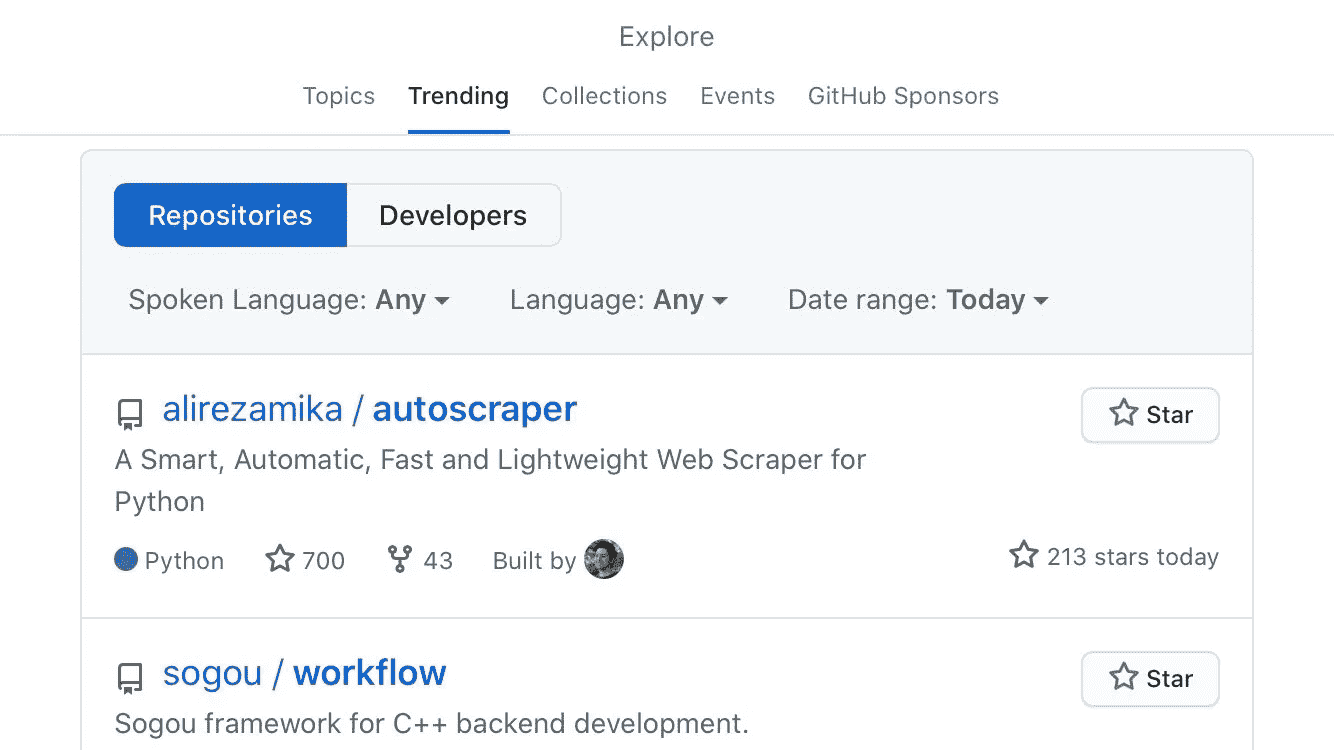 Explore
Topics Trending Collections Events GitHub Sponsors
Repositories Developers
Spoken Language: Any Language: Any Date range: Today
alirezamika / autoscraper
Star
A Smart, Automatic, Fast and Lightweight Web Scraper for
Python
Python 700 43 Built by 213 stars today
sogou / workflow
Star
Sogou framework for C++ backend development.